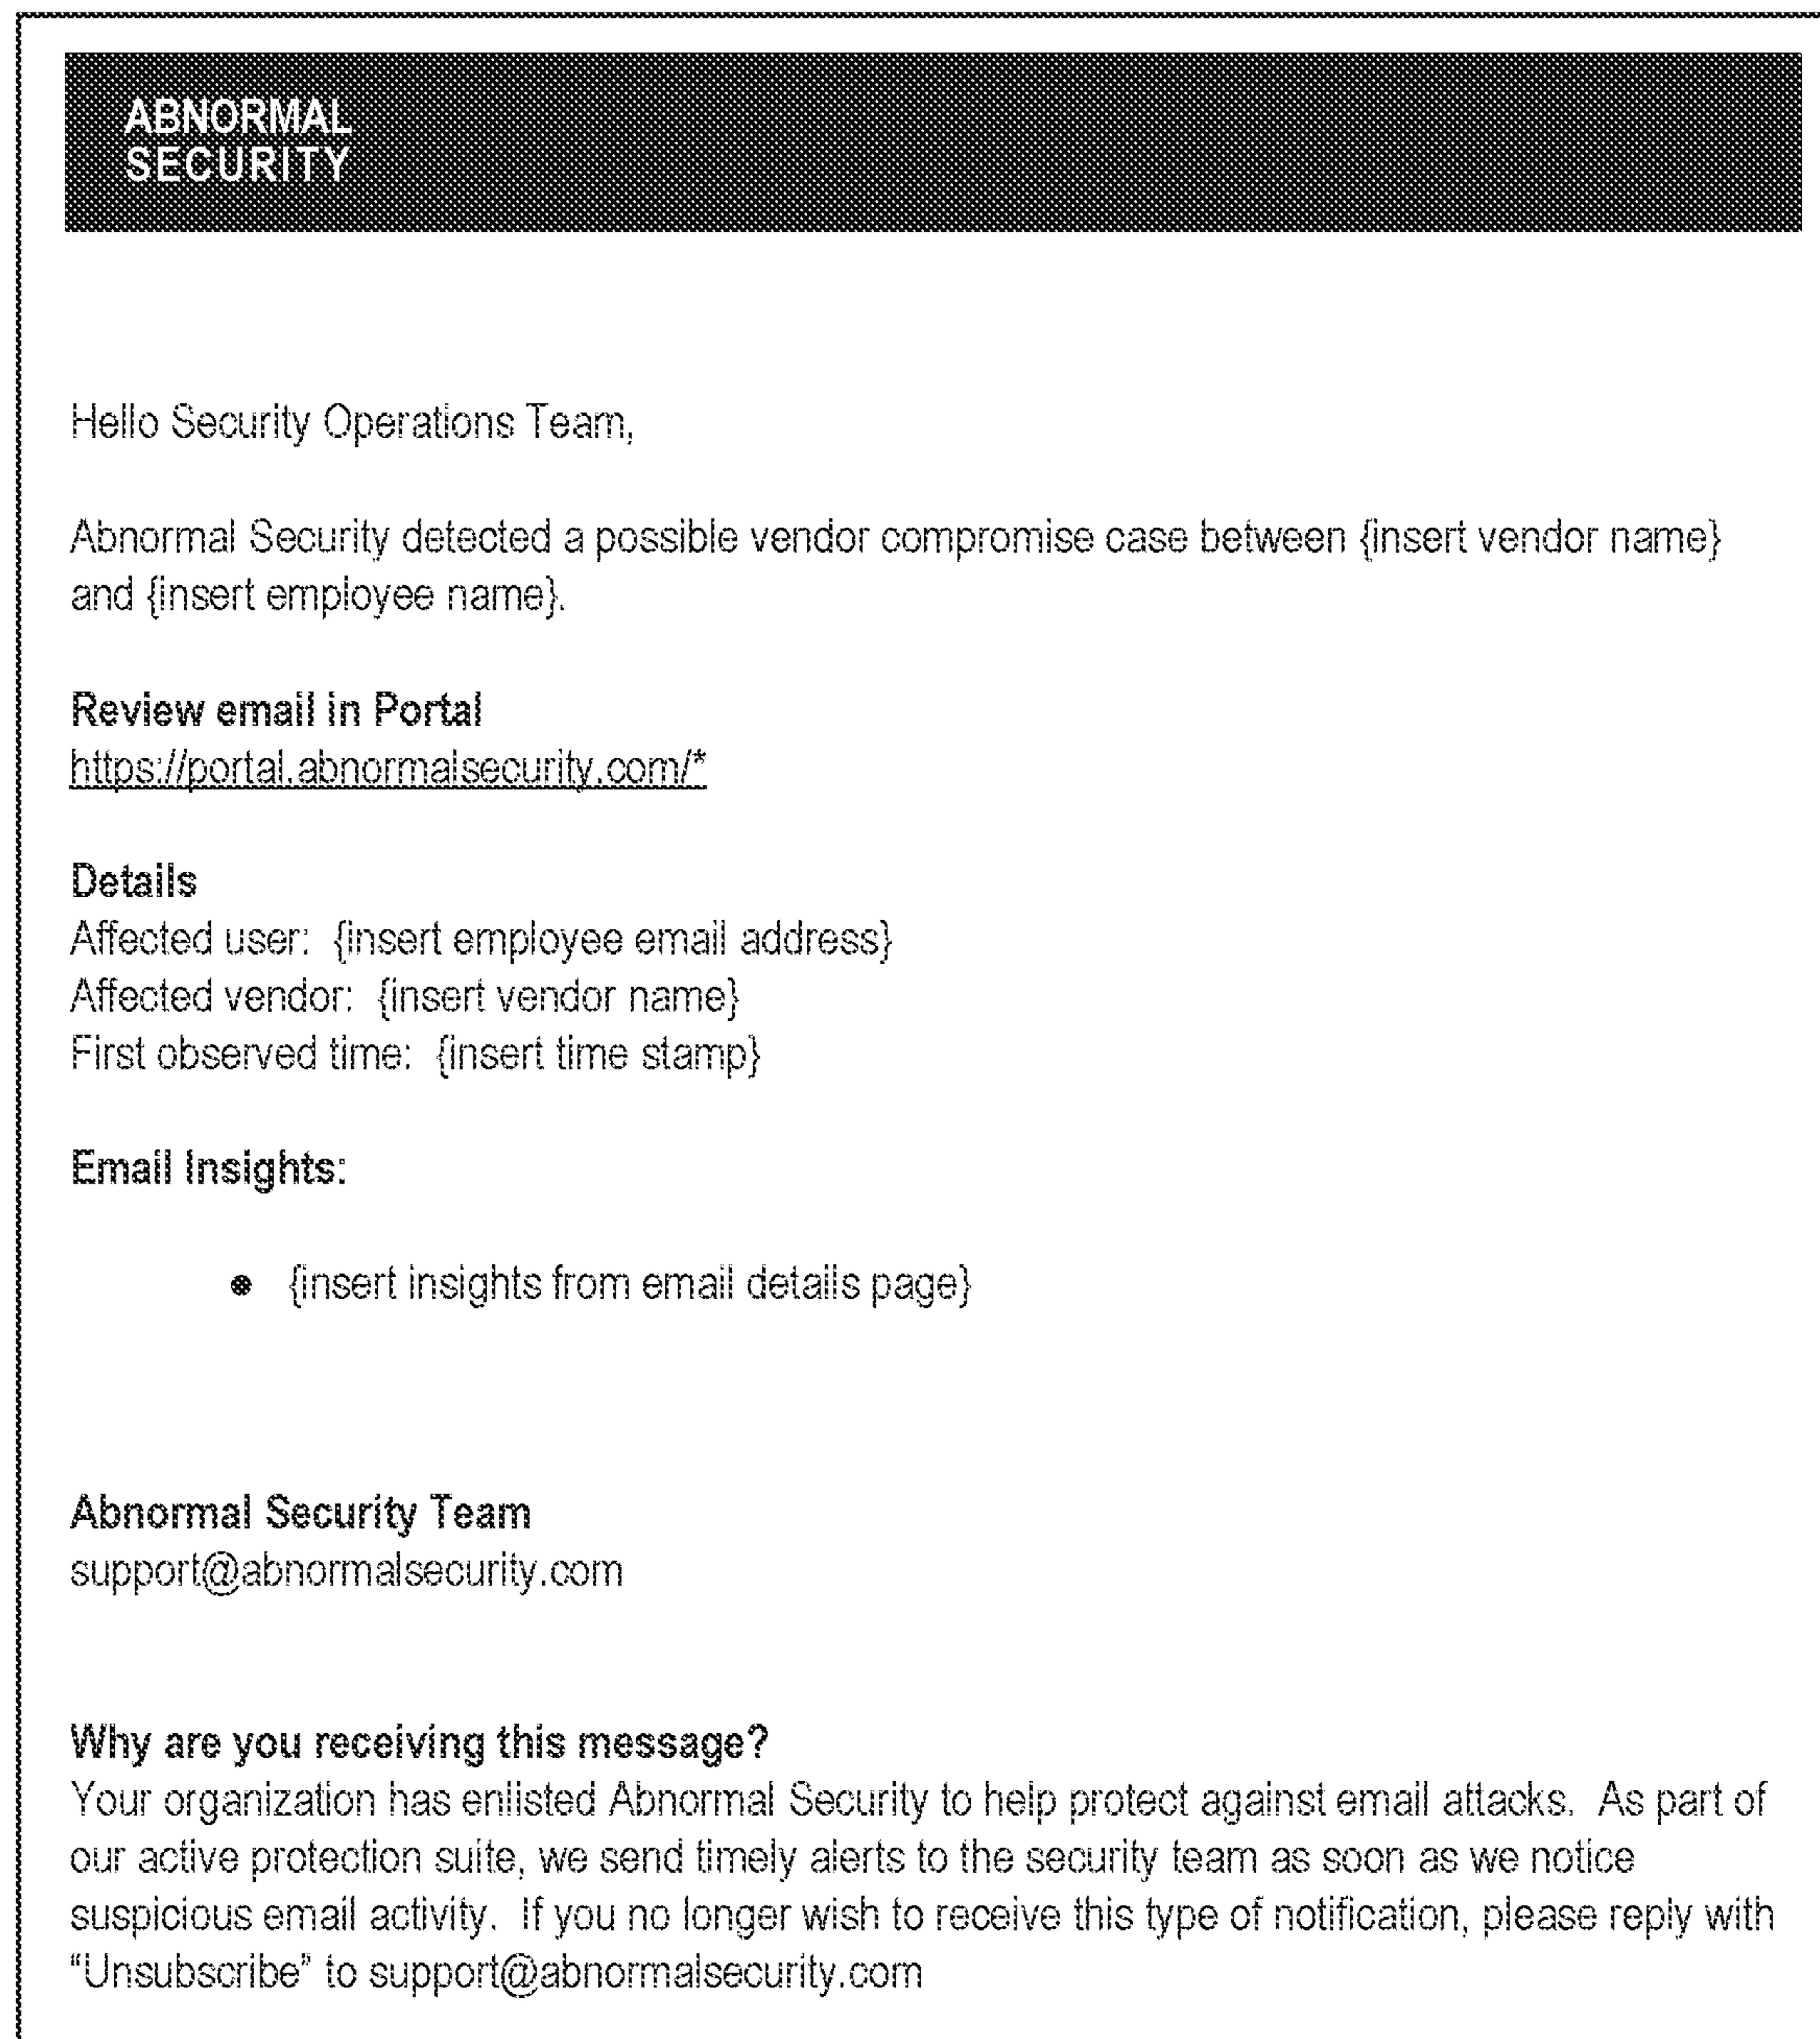 ABNORMAL
SECURITY
Hello Security Operations Team,
Abnormal Security detected a possible vendor compromise case between {insert vendor name}
and {insert employee name}.
Review email in Portal
https://portal.abnormalsecurity.com/*
Details
Affected user:  {insert employee email address}
Affected vendor:  {insert vendor name}
First observed time:  {insert time stamp}
Email Insights:
● {insert insights from email details page}
Abnormal Security Team
support@abnormalsecurity.com
Why are you receiving this message?
Your organization has enlisted Abnormal Security to help protect against email attacks.  As part of
our active protection suite, we send timely alerts to the security team as soon as we notice
suspicious email activity.  If you no longer wish to receive this type of notification, please reply with
“Unsubscribe” to support@abnormalsecurity.com